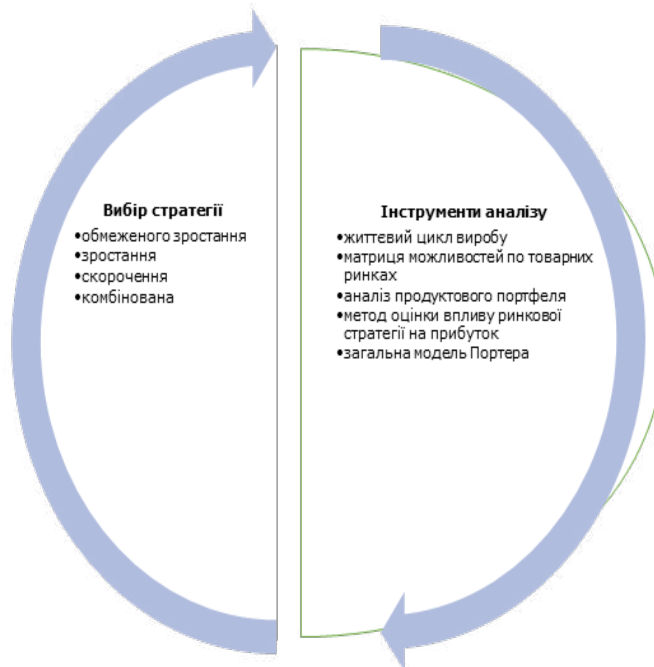 Вибір стратегії
•обмеженого зростання
•зростання
•скорочення
•комбінована
Інструменти аналізу
•життєвий цикл виробу
•матриця можливостей по товарних
ринках
•аналіз продуктового портфеля
•метод оцінки впливу ринкової
стратегії на прибуток
•загальна модель Портера